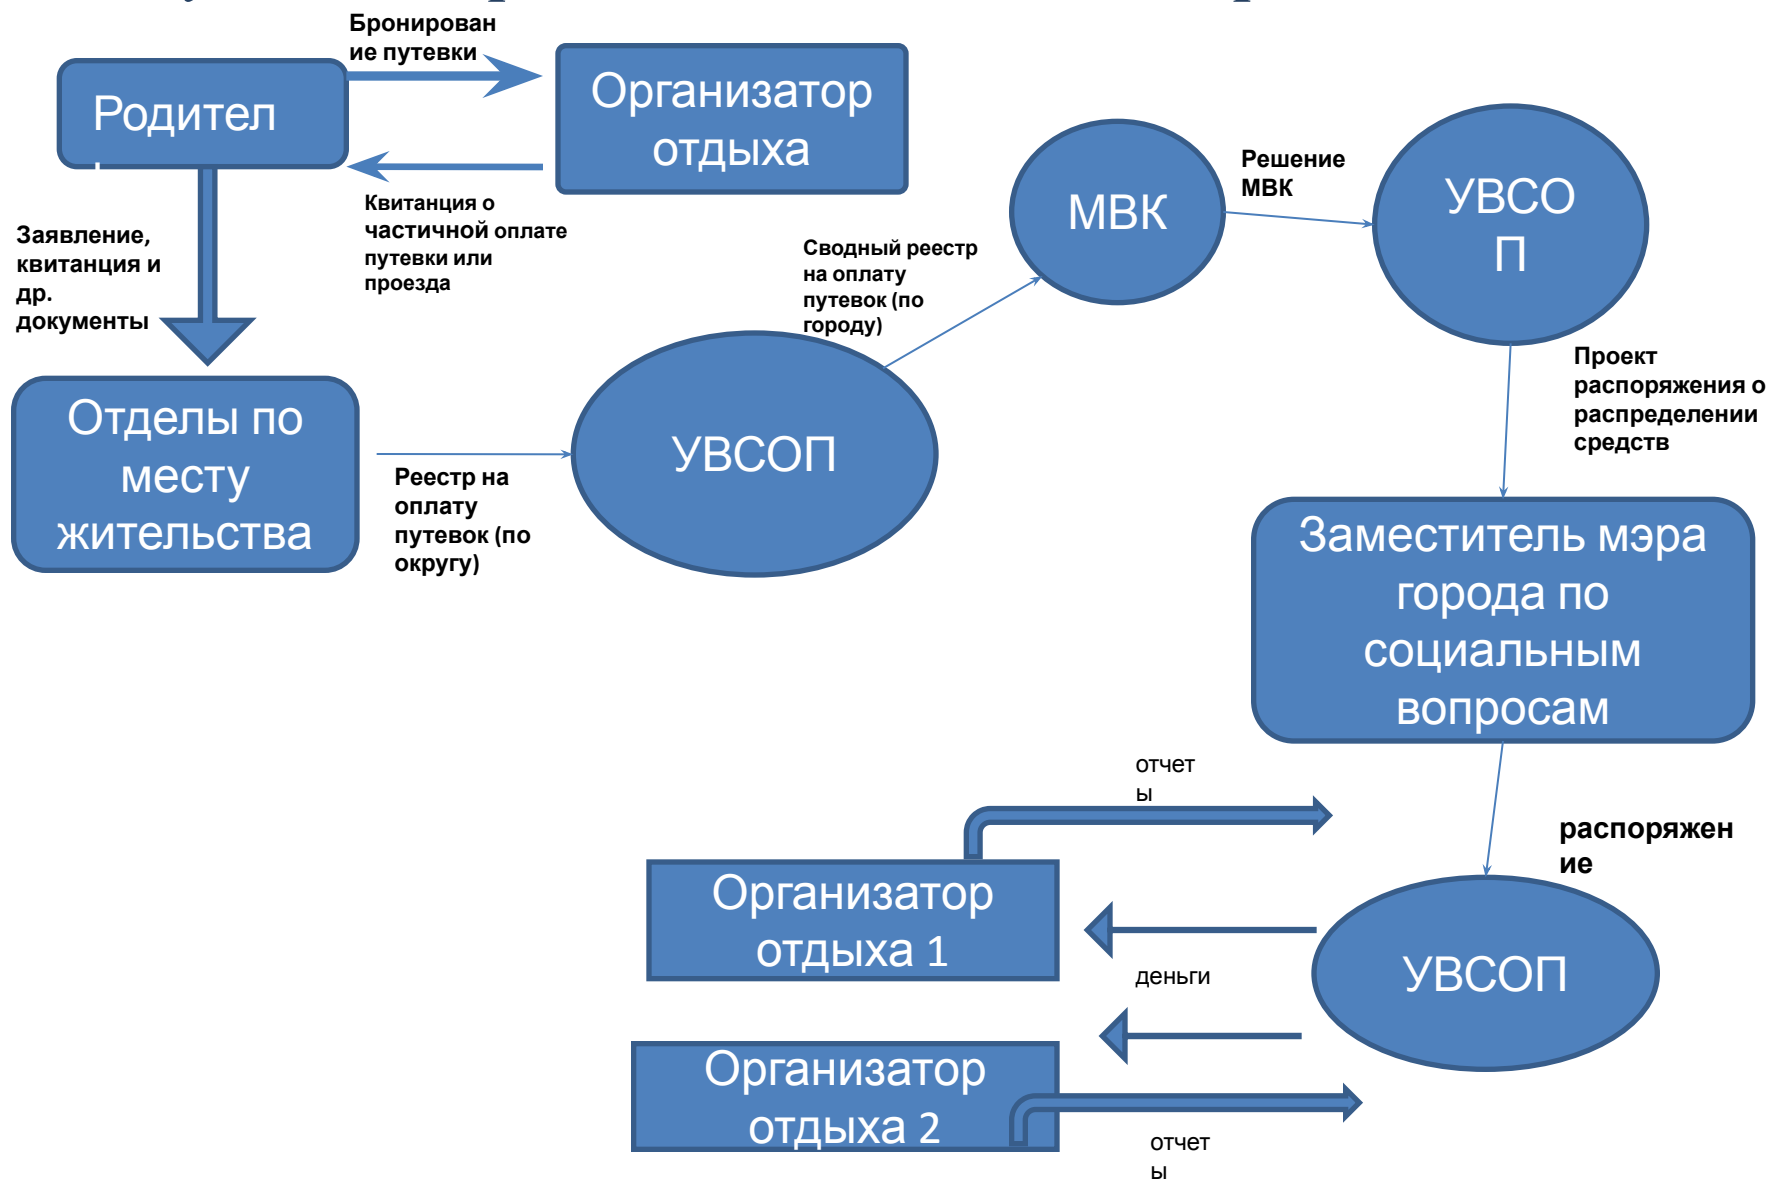 Бронирован
ие путевки
Родител
Организатор
отдыха
Квитанция о
частичной оплате
путевки или
проезда
Заявление,
квитанция и
др.
документы
Отделы по
месту
жительства
Реестр на
оплату
путевок (по
округу)
УВСОП
Сводный реестр
на оплату
путевок (по
городу)
МВК
Решение
МВК
УВСО
П
Проект
распоряжения о
распределении
средств
Заместитель мэра
города по
социальным
вопросам
распоряжен
ие
УВСОП
отчет
ы
Организатор
отдыха 1
деньги
Организатор
отдыха 2
отчет
ы